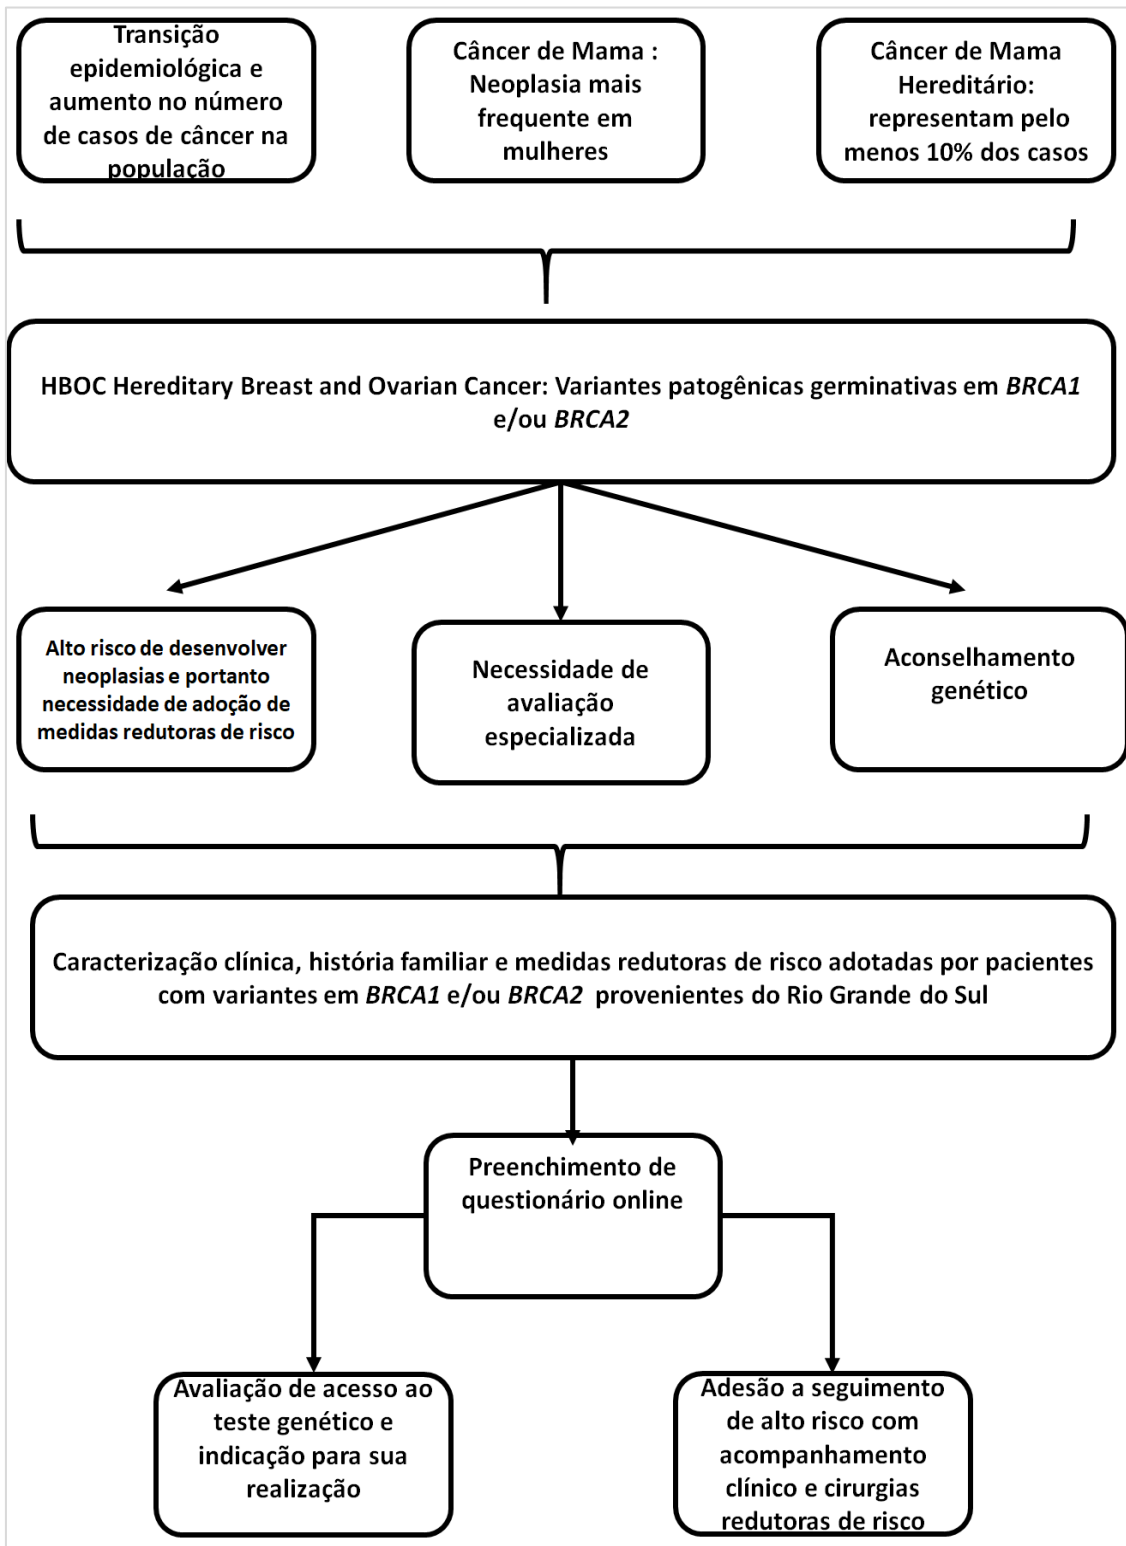 Transição
epidemiológica e
aumento no número
de casos de câncer na
população
Câncer de Mama :
Neoplasia mais
frequente em
mulheres
Câncer de Mama
Hereditário:
representam pelo
menos 10% dos casos
HBOC Hereditary Breast and Ovarian Cancer: Variantes patogênicas germinativas em BRCA1
e/ou BRCA2
Alto risco de desenvolver
neoplasias e portanto
necessidade de adoção de
medidas redutoras de risco
Necessidade de
avaliação
especializada
Aconselhamento
genético
Caracterização clínica, história familiar e medidas redutoras de risco adotadas por pacientes
com variantes em BRCA1 e/ou BRCA2 provenientes do Rio Grande do Sul
Preenchimento de
questionário online
Avaliação de acesso ao
teste genético e
indicação para sua
realização
Adesão a seguimento
de alto risco com
acompanhamento
clínico e cirurgias
redutoras de risco